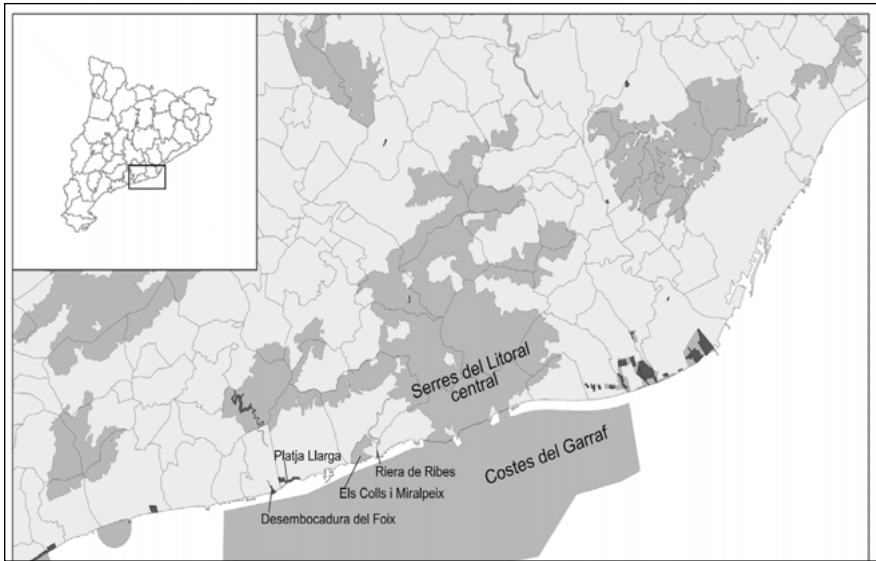 Serres del Litoral
central
Costes del Garraf
Platja Llarga
Riera de Ribes
Els Colls i Miralpeix
Desembocadura del Foix